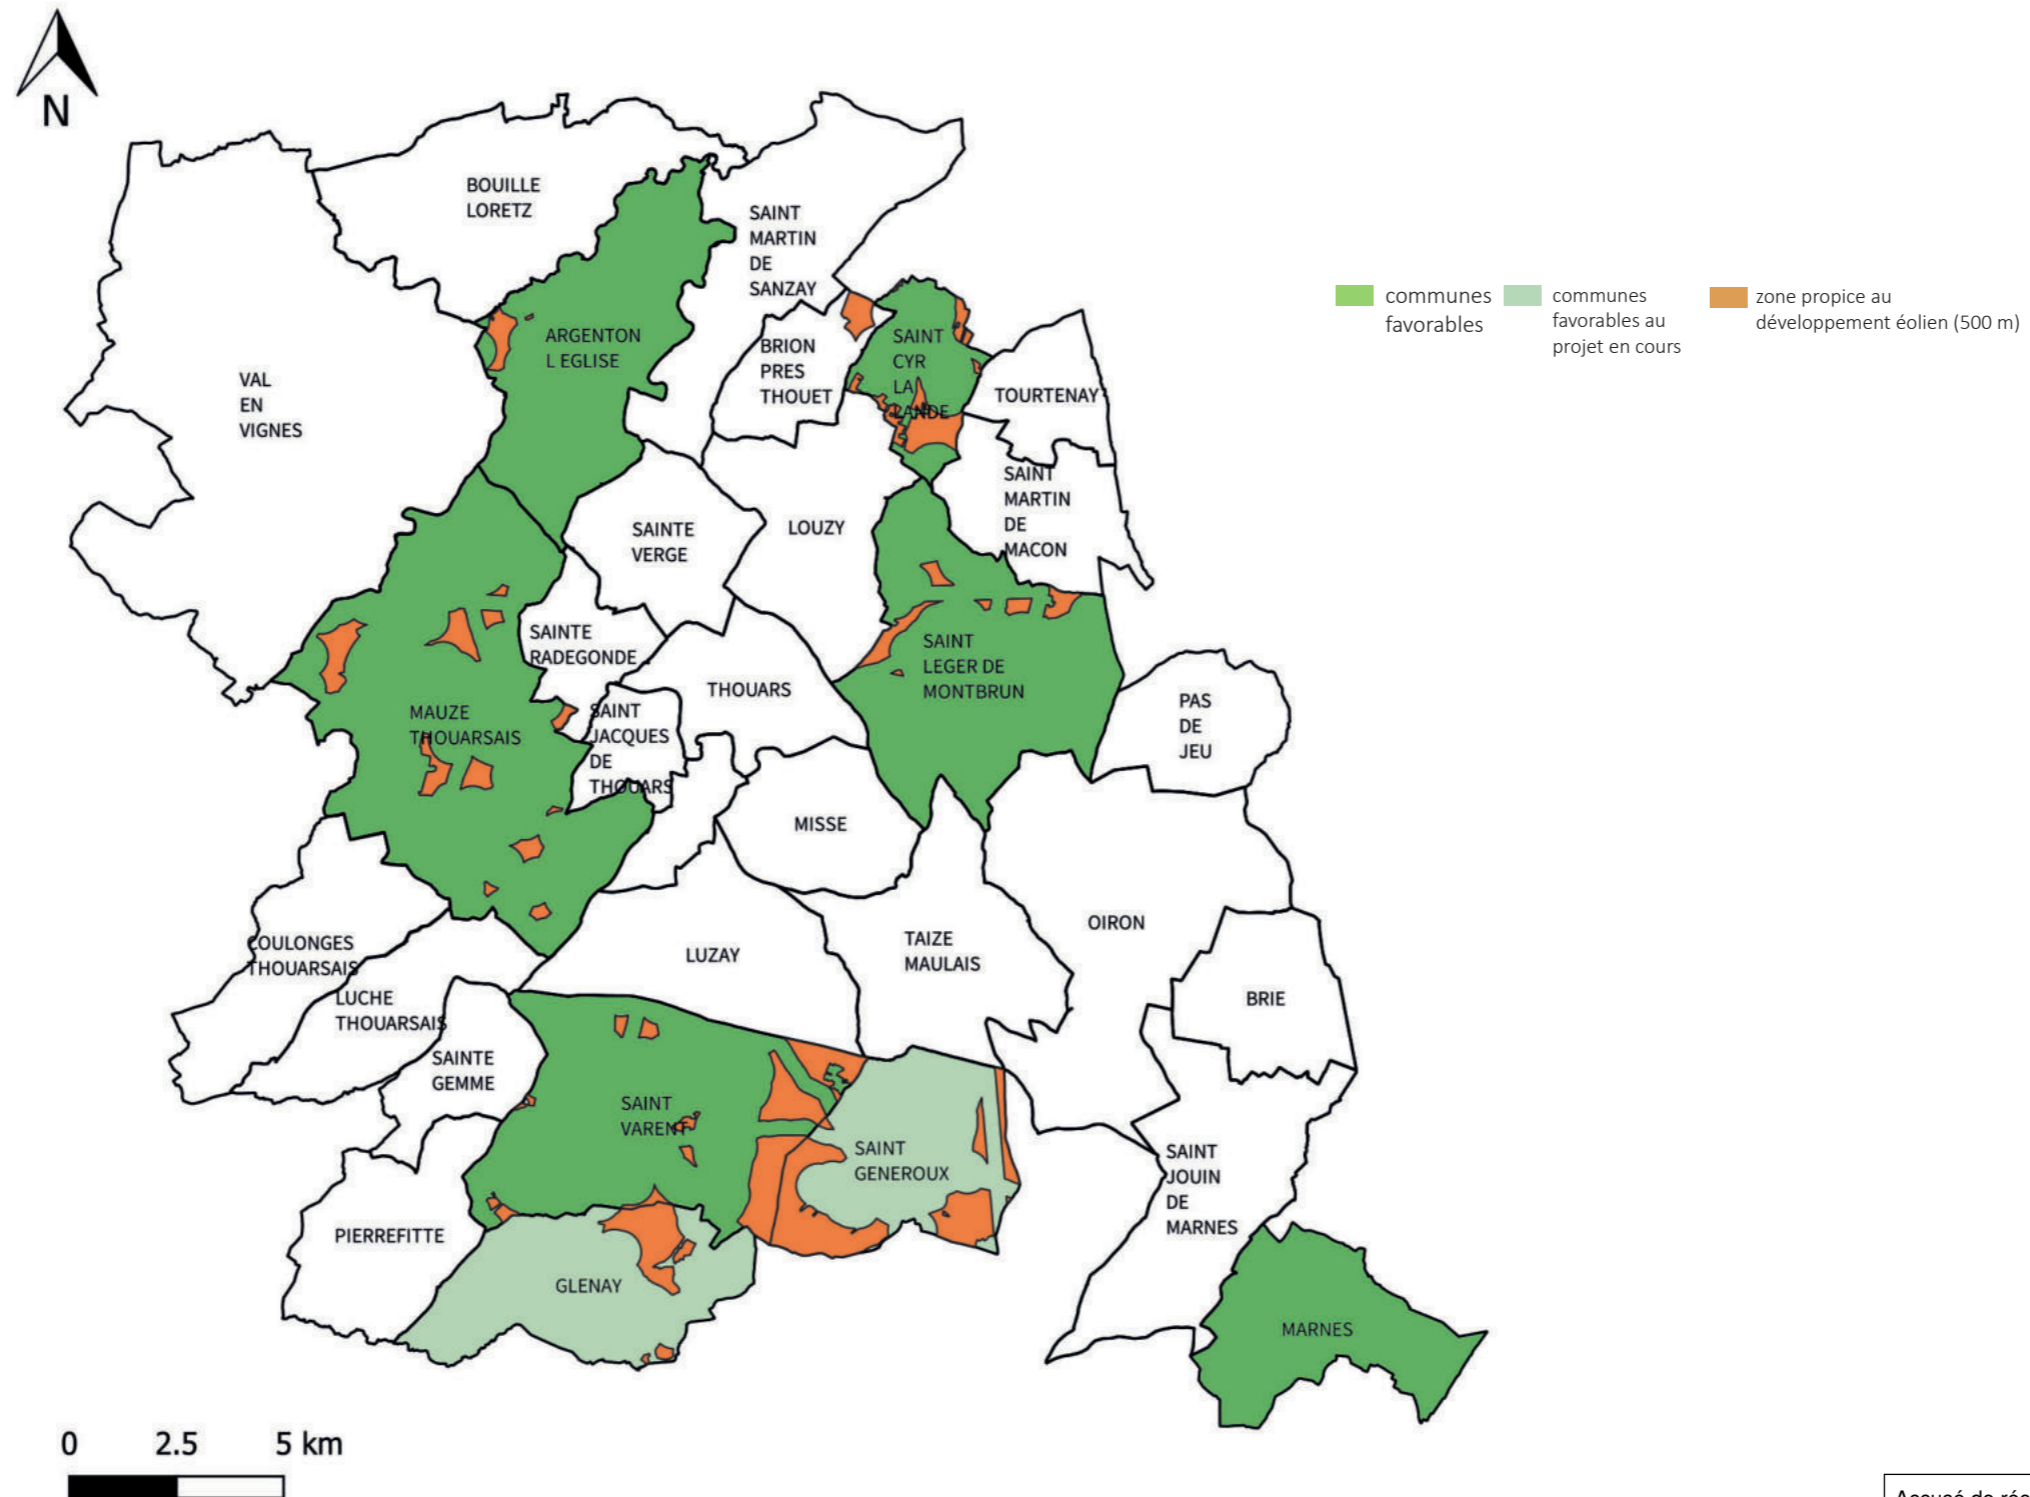 N
BOUILLE
LORETZ
SAINT
MARTIN
DE
SANZAY
communes
favorables
communes
favorables au
projet en cours
zone propice au
développement éolien (500 m)
ARGENTON
L EGLISE
BRION
PRES
THOUET
SAINT
CYR
LA
LANDE
TOURTENAY
VAL
EN
VIGNES
SAINT
MARTIN
DE
MACON
SAINTE
VERGE
LOUZY
SAINTE
RADEGONDE
SAINT
LEGER DE
MONTBRUN
THOUARS
PAS
DE
JEU
MAUZE
THOUARSAIS
SAINT
JACQUES
DE
THOUARS
MISSE
OIRON
COULONGES
THOUARSAIS
LUZAY
TAIZE
MAULAIS
LUCHE
THOUARSAIS
BRIE
SAINTE
GEMME
SAINT
VARENT
SAINT
GENEROUX
SAINT
JOUIN
DE
MARNES
PIERREFITTE
GLENAY
MARNES
0 2.5 5 km